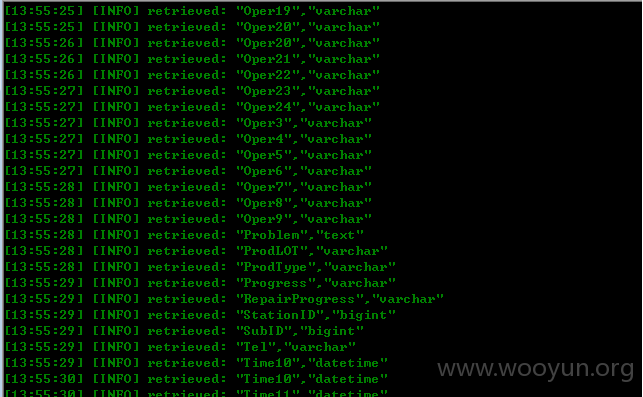 [13:55:25] [INFO] retrieved: "Oper19","varchar"
[13:55:25] [INFO] retrieved: "Oper20","varchar"
[13:55:26] [INFO] retrieved: "Oper20","varchar"
[13:55:26] [INFO] retrieved: "Oper21","varchar"
[13:55:26] [INFO] retrieved: "Oper22","varchar"
[13:55:27] [INFO] retrieved: "Oper23","varchar"
[13:55:27] [INFO] retrieved: "Oper24","varchar"
[13:55:27] [INFO] retrieved: "Oper3","varchar"
[13:55:27] [INFO] retrieved: "Oper4","varchar"
[13:55:27] [INFO] retrieved: "Oper5","varchar"
[13:55:27] [INFO] retrieved: "Oper6","varchar"
[13:55:28] [INFO] retrieved: "Oper7","varchar"
[13:55:28] [INFO] retrieved: "Oper8","varchar"
[13:55:28] [INFO] retrieved: "Oper9","varchar"
[13:55:28] [INFO] retrieved: "Problem","text"
[13:55:28] [INFO] retrieved: "ProdLOT","varchar"
[13:55:28] [INFO] retrieved: "ProdType","varchar"
[13:55:29] [INFO] retrieved: "Progress","varchar"
[13:55:29] [INFO] retrieved: "RepairProgress","varchar"
[13:55:29] [INFO] retrieved: "StationID","bigint"
[13:55:29] [INFO] retrieved: "SubID","bigint"
[13:55:29] [INFO] retrieved: "Tel","varchar"
[13:55:29] [INFO] retrieved: "Time10","datetime"
[13:55:30] [INFO] retrieved: "Time10","datetime"
[13:55:30] [INFO] retrieved: "Time11","datetime"
www.wooyun.org